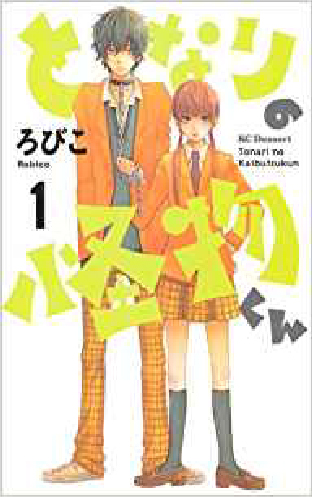 となりの
怪物くん
ろびこ
Robico
1
KC Dessert
Tonari no
Kaibutsukun